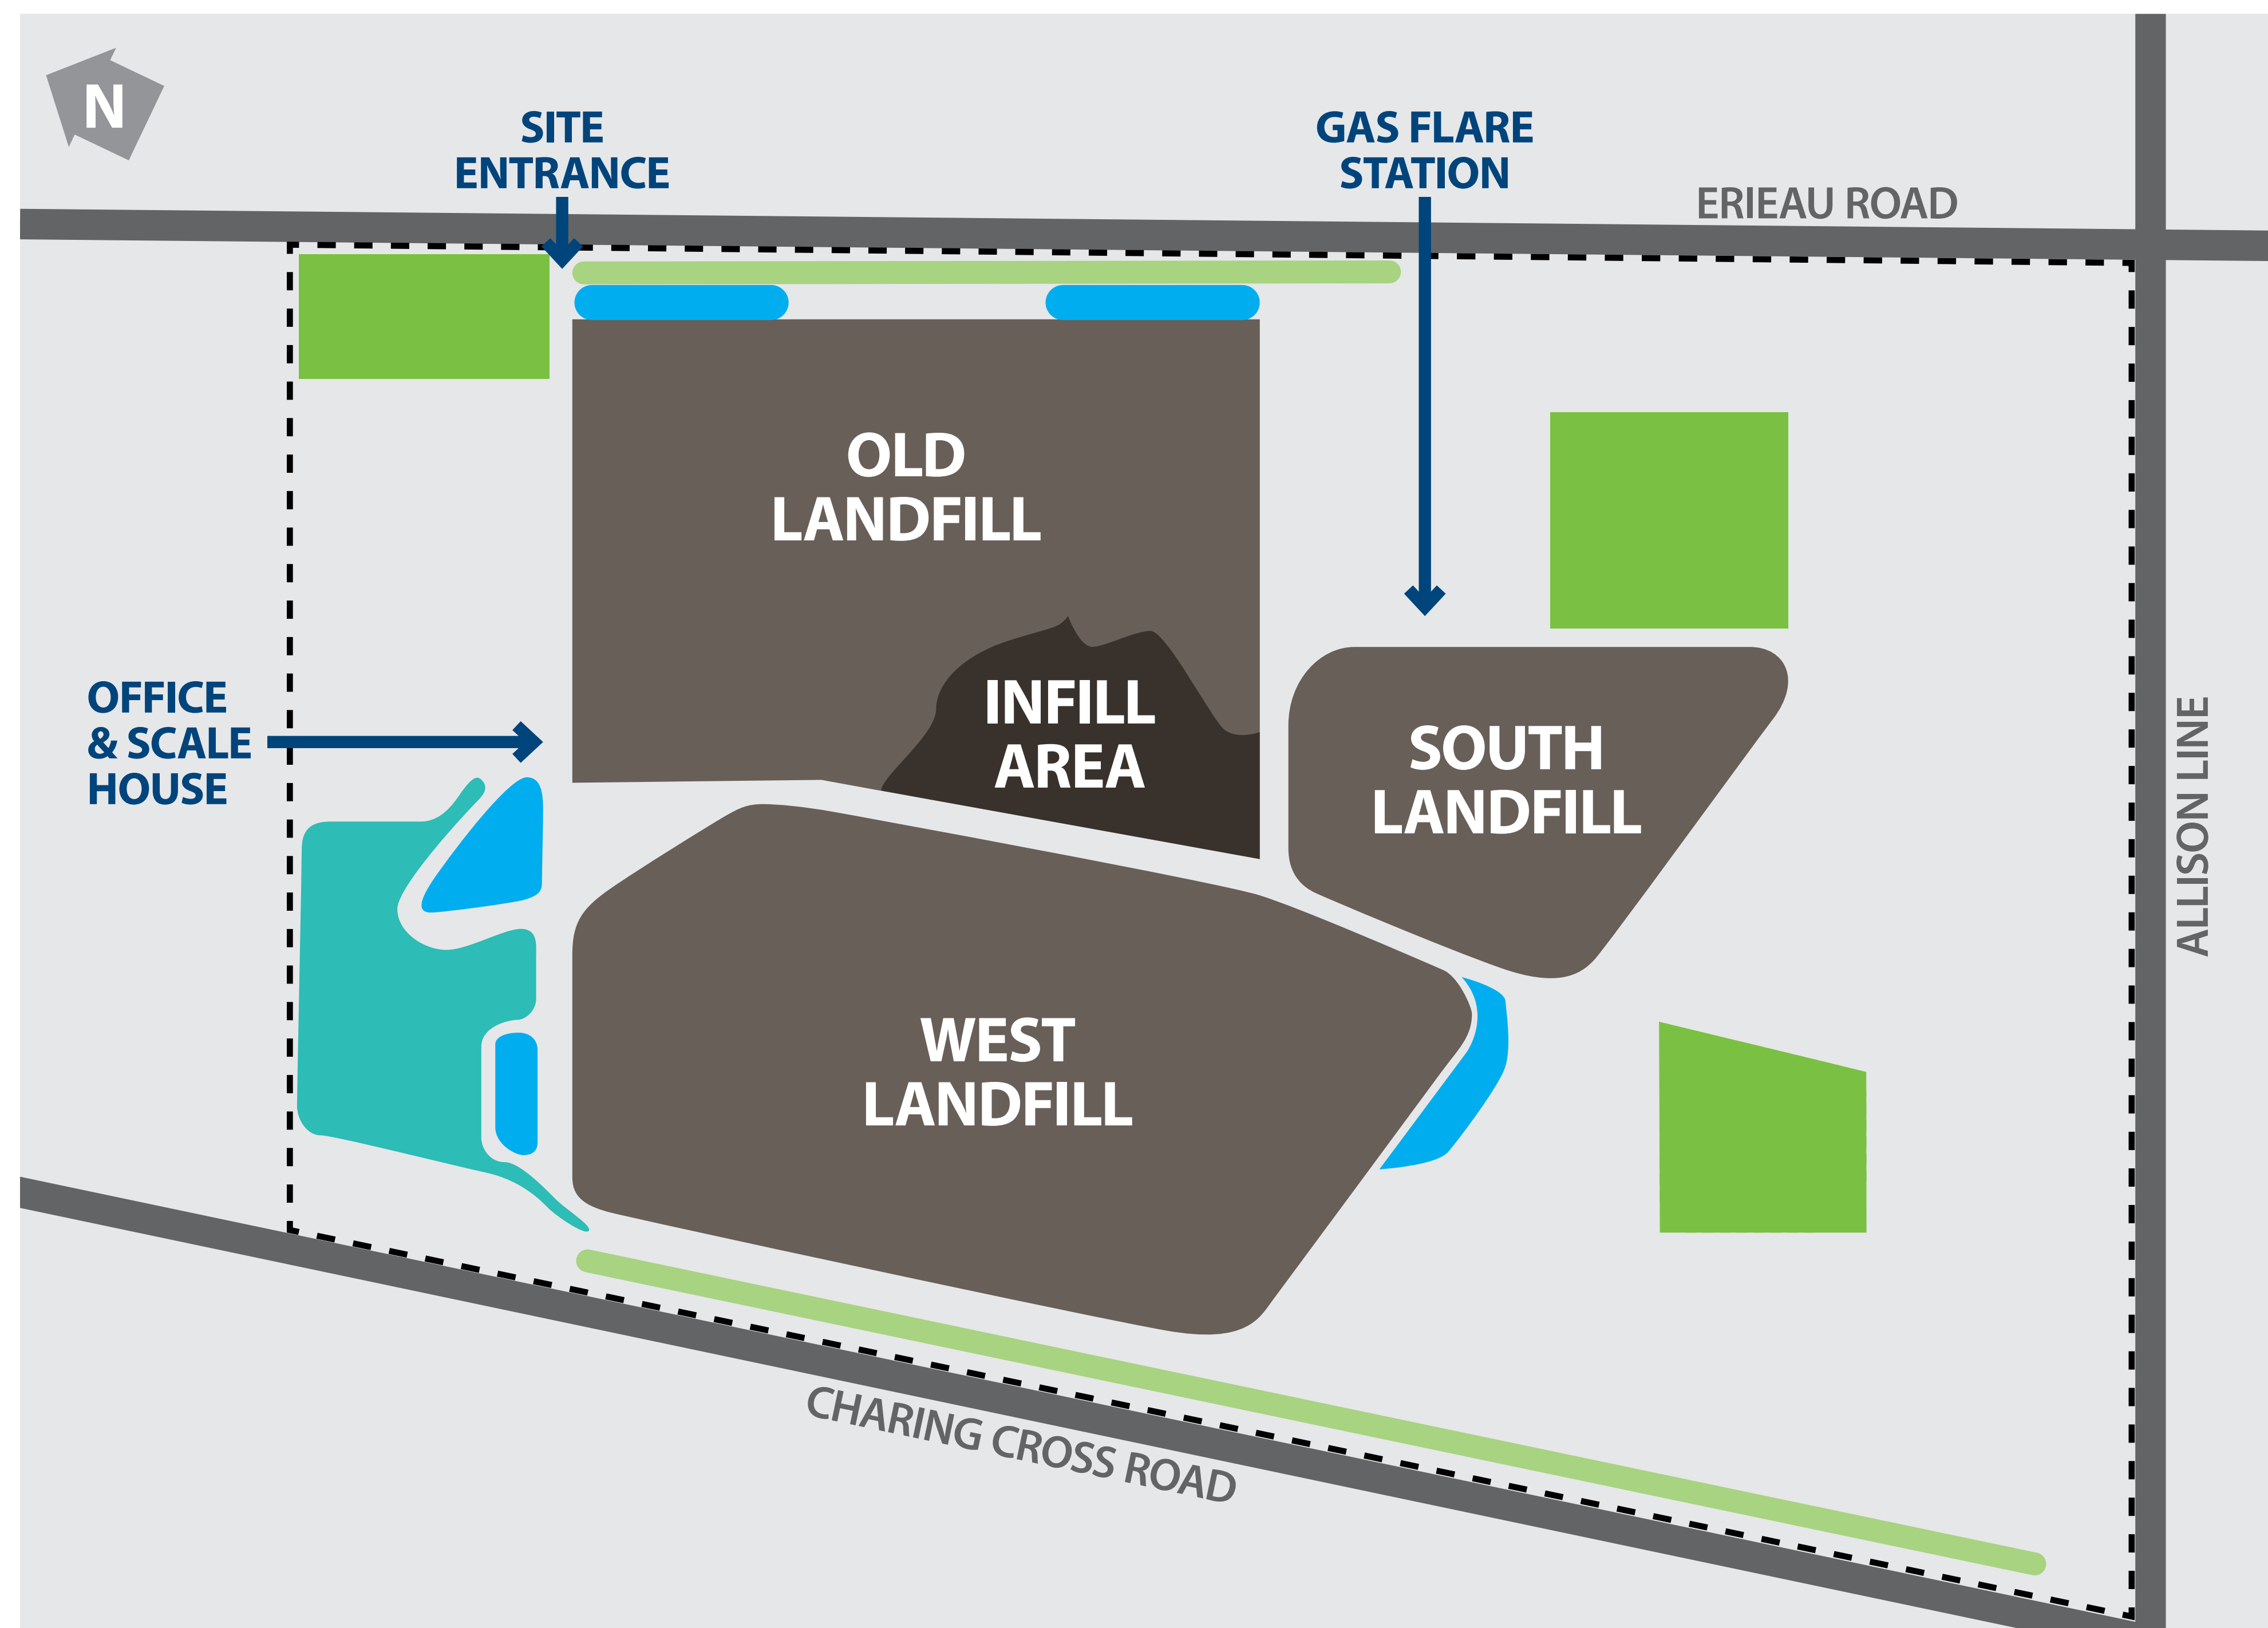 N
SITE
ENTRANCE
GAS FLARE
STATION
ERIEAU ROAD
OLD
LANDFILL
INFILL
AREA
OFFICE
& SCALE
HOUSE
SOUTH
LANDFILL
ALLISON LINE
WEST
LANDFILL
CHARING CROSS ROAD